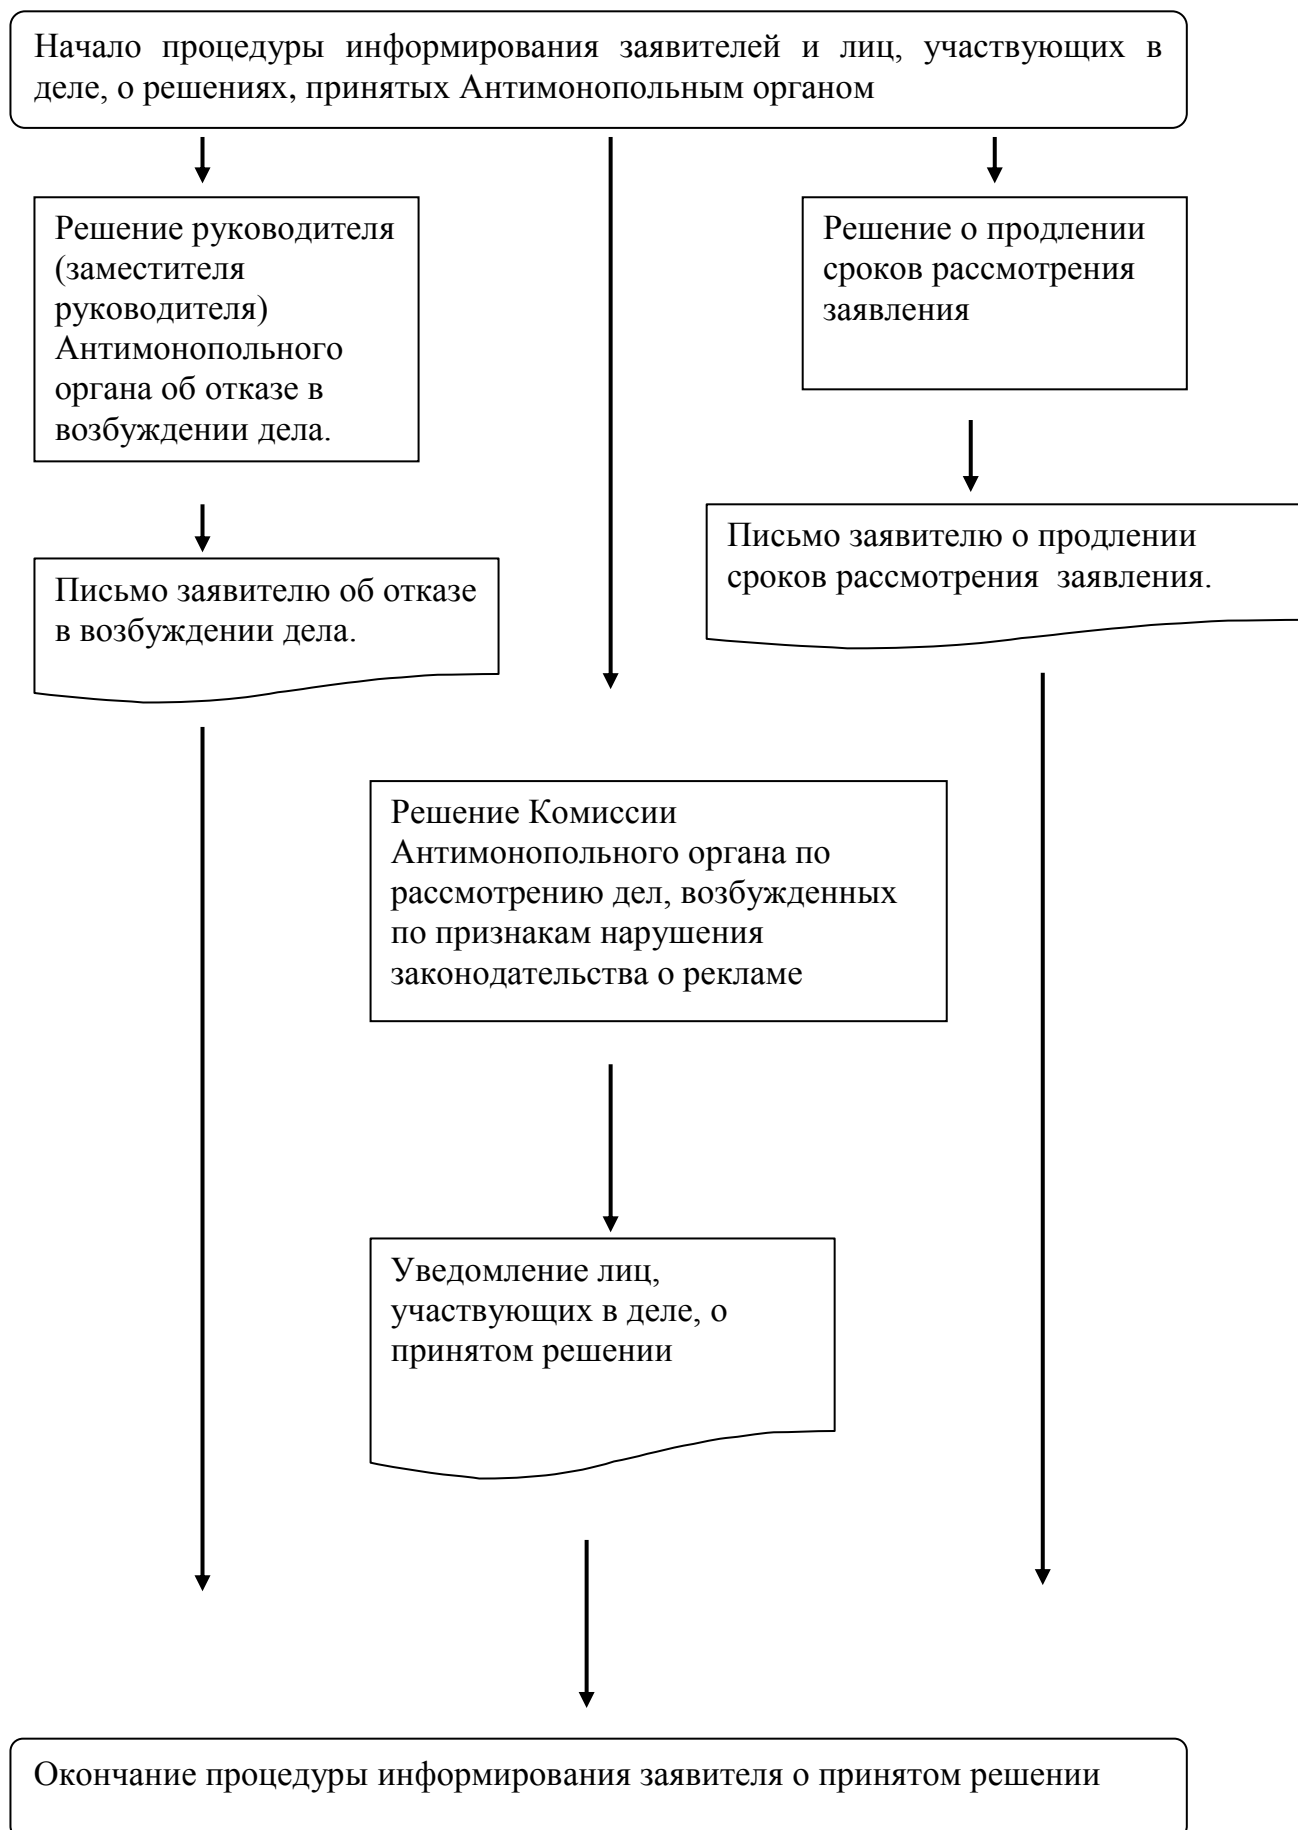 Начало процедуры информирования заявителей и лиц, участвующих в
деле, о решениях, принятых Антимонопольным органом
Решение руководителя
(заместителя
руководителя)
Антимонопольного
органа об отказе в
возбуждении дела.
Решение о продлении
сроков рассмотрения
заявления
Письмо заявителю об отказе
в возбуждении дела.
Письмо заявителю о продлении
сроков рассмотрения заявления.
Решение Комиссии
Антимонопольного органа по
рассмотрению дел, возбужденных
по признакам нарушения
законодательства о рекламе
Уведомление лиц,
участвующих в деле, о
принятом решении
Окончание процедуры информирования заявителя о принятом решении